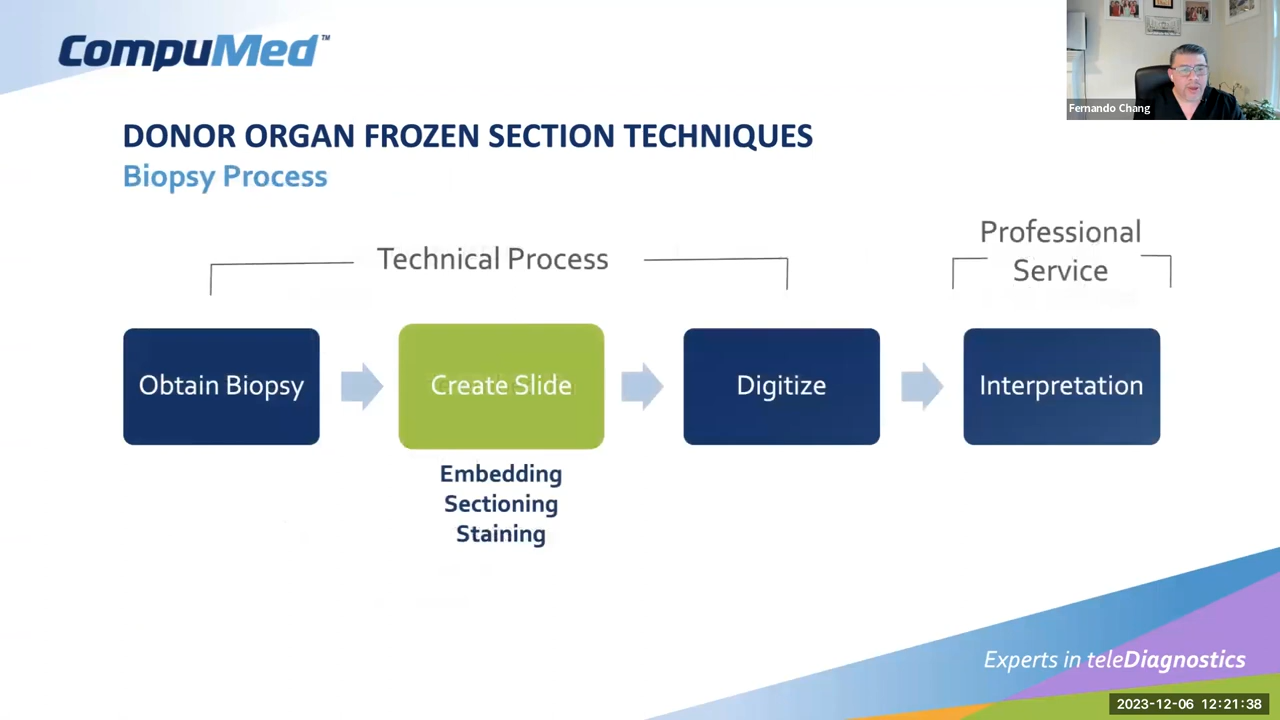 CompuMed™
Fernando Chang
DONOR ORGAN FROZEN SECTION TECHNIQUES
Biopsy Process
Technical Process
Professional
Service
Obtain Biopsy
Create Slide
Digitize
Interpretation
Embedding
Sectioning
Staining
Experts in teleDiagnostics
2023-12-06 12:21:38